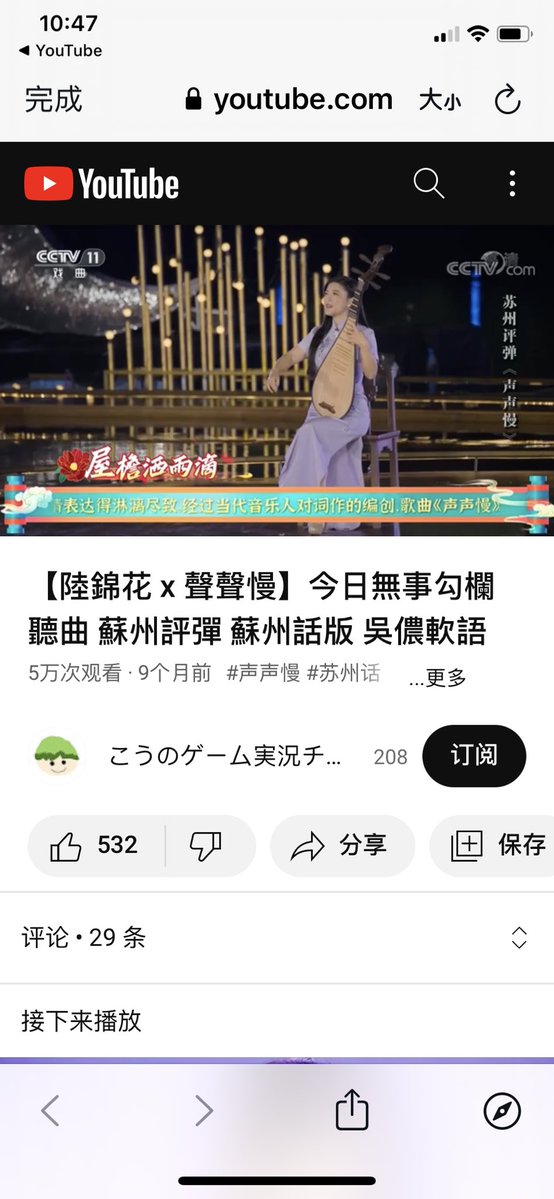 10:47
◀ YouTube
完成
youtube.com
大小
YouTube
CCTV 11
戏曲
CCTV.com
苏州评弹《声声慢》
屋檐洒雨滴
情表达得淋漓尽致.经过当代音乐人对词作的编创.歌曲《声声慢》
【陸錦花 x 聲聲慢】今日無事勾欄
聽曲 蘇州評彈 蘇州話版 吳儂軟語
5万次观看 · 9个月前 #声声慢 #苏州话
...更多
こうのゲーム実況チ...
208
订阅
532
分享
保存
评论 • 29 条
接下来播放